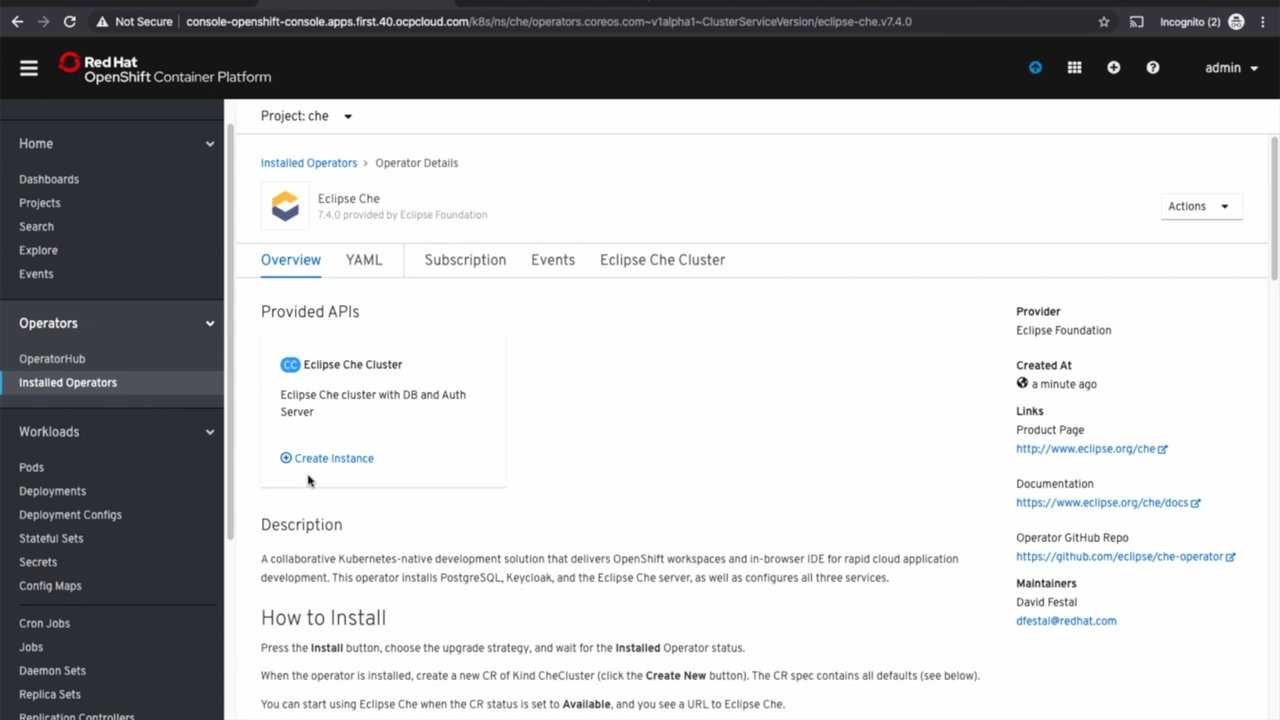 Not Secure
console-openshift-console.apps.first.40.ocpcloud.com/k8s/ns/che/operators.coreos.com~v1alpha1~ClusterServiceVersion/eclipse-che.v7.4.0
Incognito (2)
Red Hat
OpenShift Container Platform
admin
Home
Dashboards
Projects
Search
Explore
Events
Operators
OperatorHub
Installed Operators
Workloads
Pods
Deployments
Deployment Configs
Stateful Sets
Secrets
Config Maps
Cron Jobs
Jobs
Daemon Sets
Replica Sets
Replication Controllers
Project: che
Installed Operators > Operator Details
Eclipse Che
7.4.0 provided by Eclipse Foundation
Actions
Overview YAML Subscription Events Eclipse Che Cluster
Provided APIs
CC Eclipse Che Cluster
Eclipse Che cluster with DB and Auth
Server
Create Instance
Description
A collaborative Kubernetes-native development solution that delivers OpenShift workspaces and in-browser IDE for rapid cloud application
development. This operator installs PostgreSQL, Keycloak, and the Eclipse Che server, as well as configures all three services.
How to Install
Press the Install button, choose the upgrade strategy, and wait for the Installed Operator status.
When the operator is installed, create a new CR of Kind CheCluster (click the Create New button). The CR spec contains all defaults (see below).
You can start using Eclipse Che when the CR status is set to Available, and you see a URL to Eclipse Che.
Provider
Eclipse Foundation
Created At
a minute ago
Links
Product Page
http://www.eclipse.org/che
Documentation
https://www.eclipse.org/che/docs
Operator GitHub Repo
https://github.com/eclipse/che-operator
Maintainers
David Festal
dfestal@redhat.com